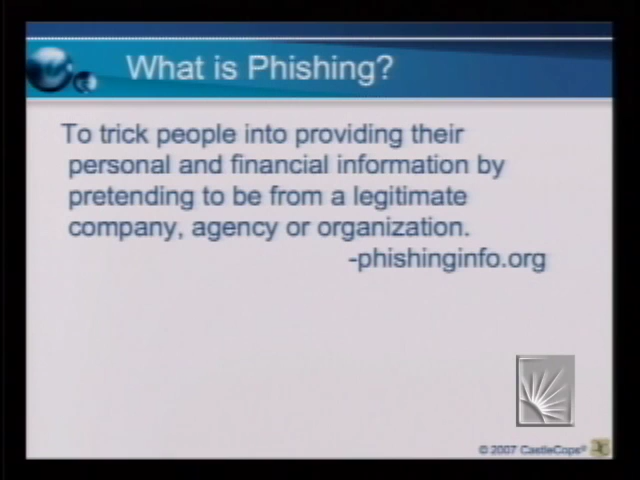 What is Phishing?
To trick people into providing their
personal and financial information by
pretending to be from a legitimate
company, agency or organization.
-phishinginfo.org
© 2007 CastleCops®